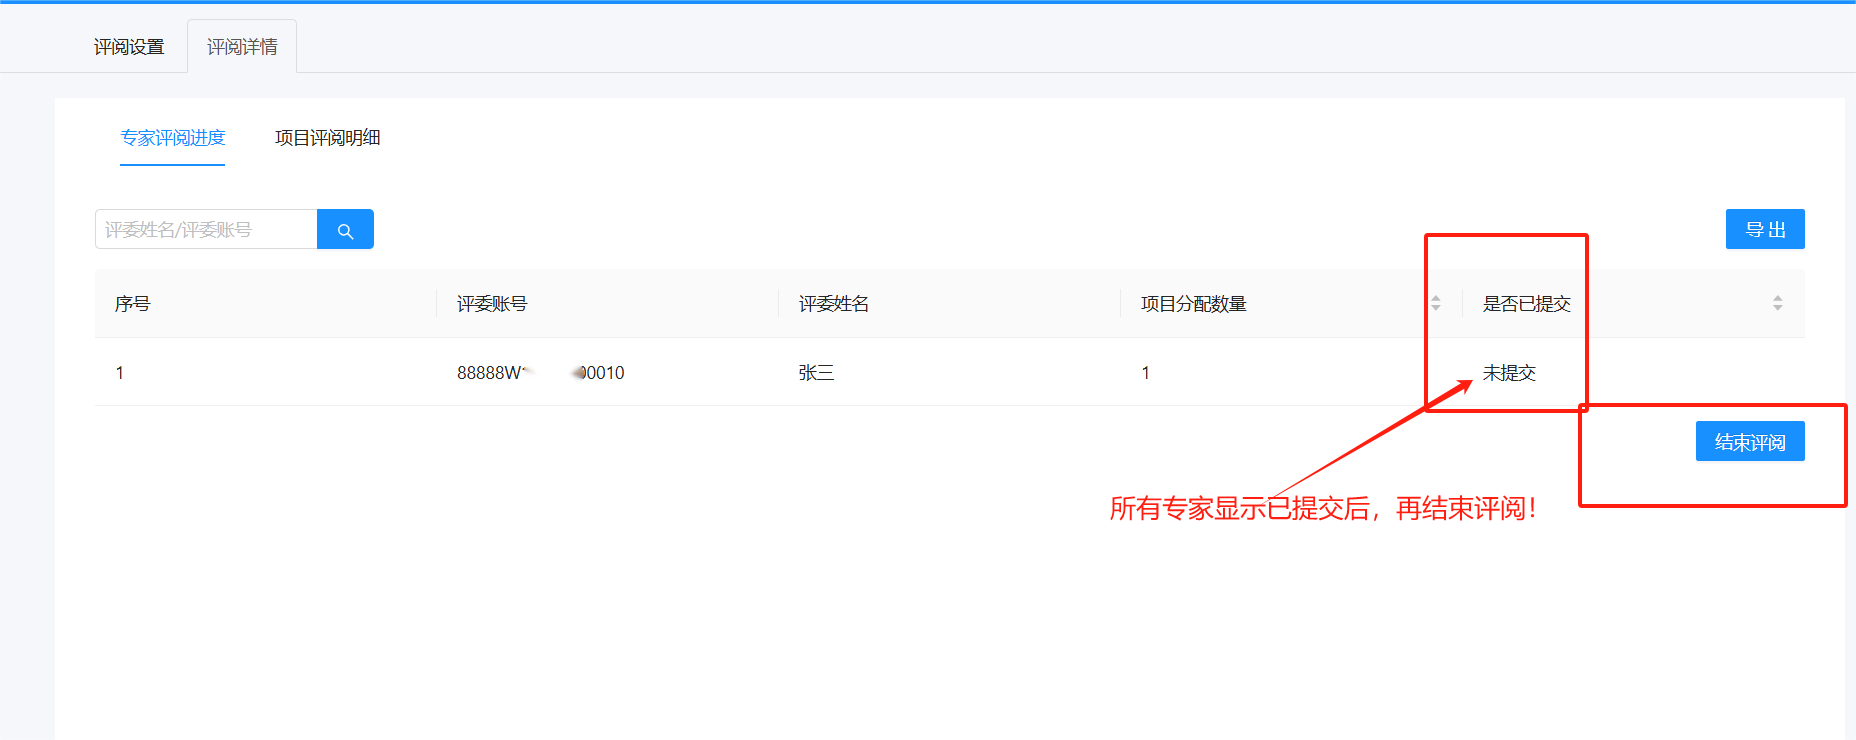 评阅设置 评阅详情
专家评阅进度 项目评阅明细
评委姓名/评委账号
导出
序号 评委账号 评委姓名 项目分配数量 是否已提交
1 88888W 00010 张三 1 未提交
结束评阅
所有专家显示已提交后，再结束评阅！